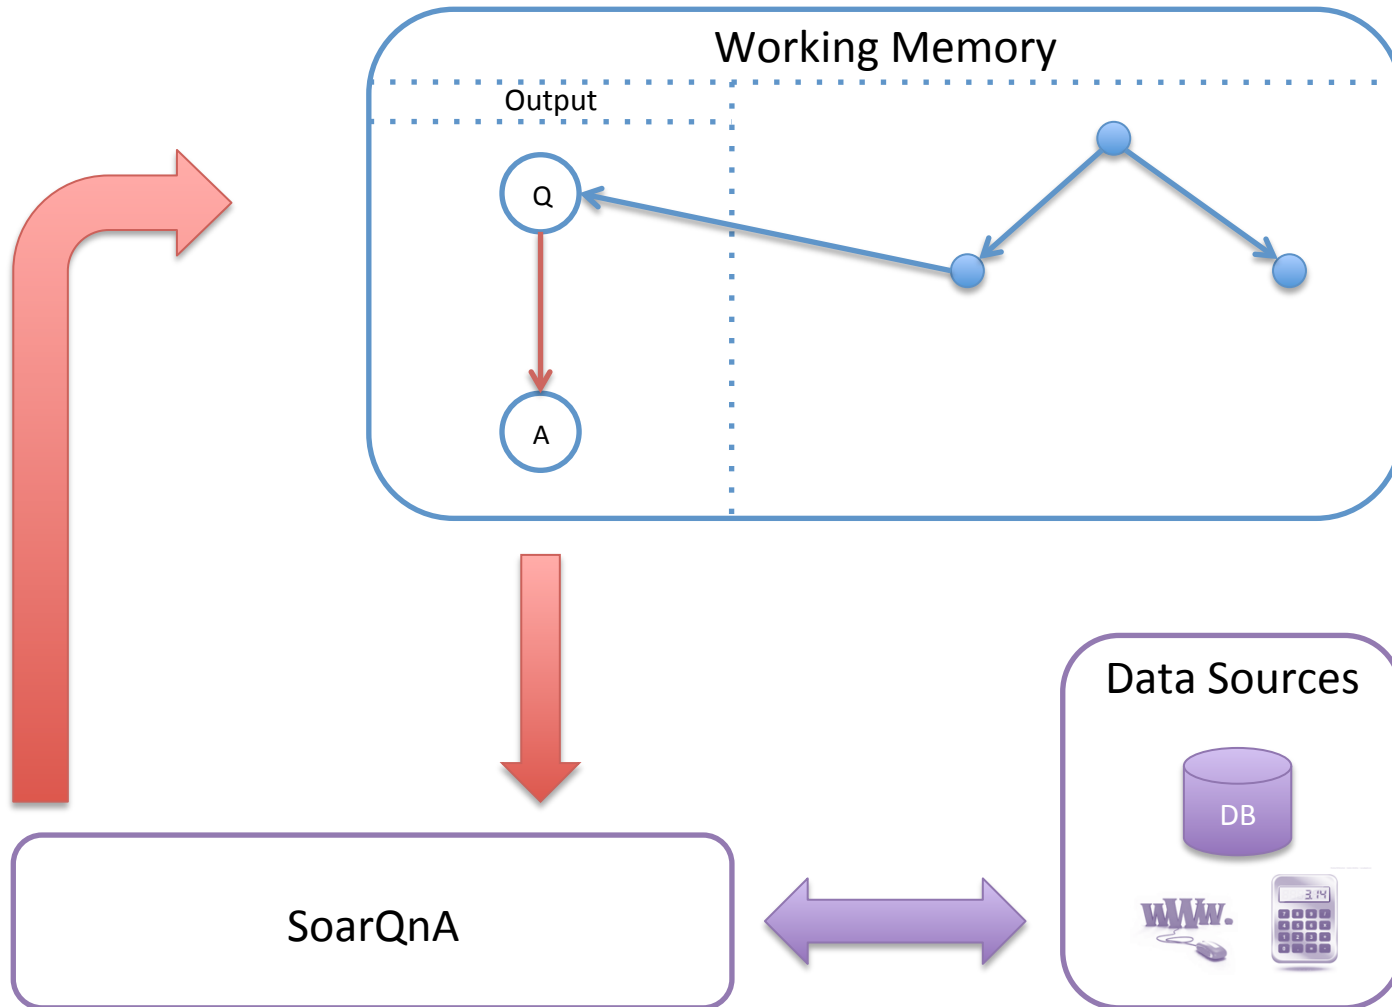 Working Memory
Output
Q
A
Data Sources
DB
3.14
wWw.
SoarQnA